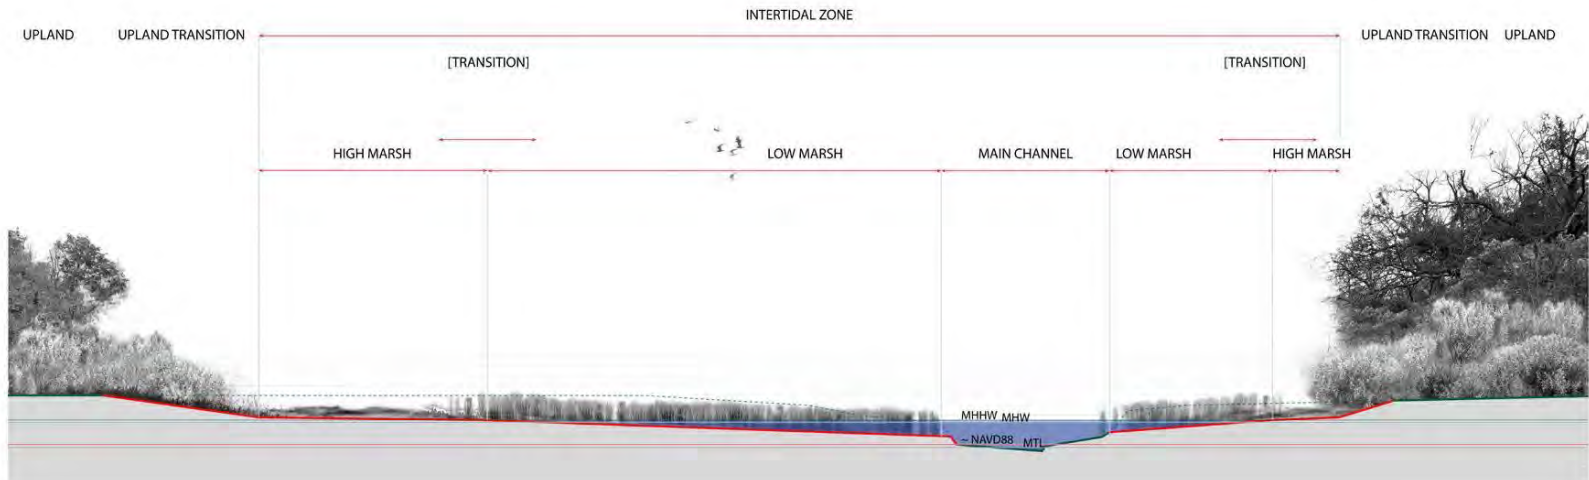 INTERTIDAL ZONE
UPLAND UPLAND TRANSITION UPLAND TRANSITION UPLAND
[TRANSITION] [TRANSITION]
HIGH MARSH LOW MARSH MAIN CHANNEL LOW MARSH HIGH MARSH
MHHW MHW
~ NAVD88 MTL